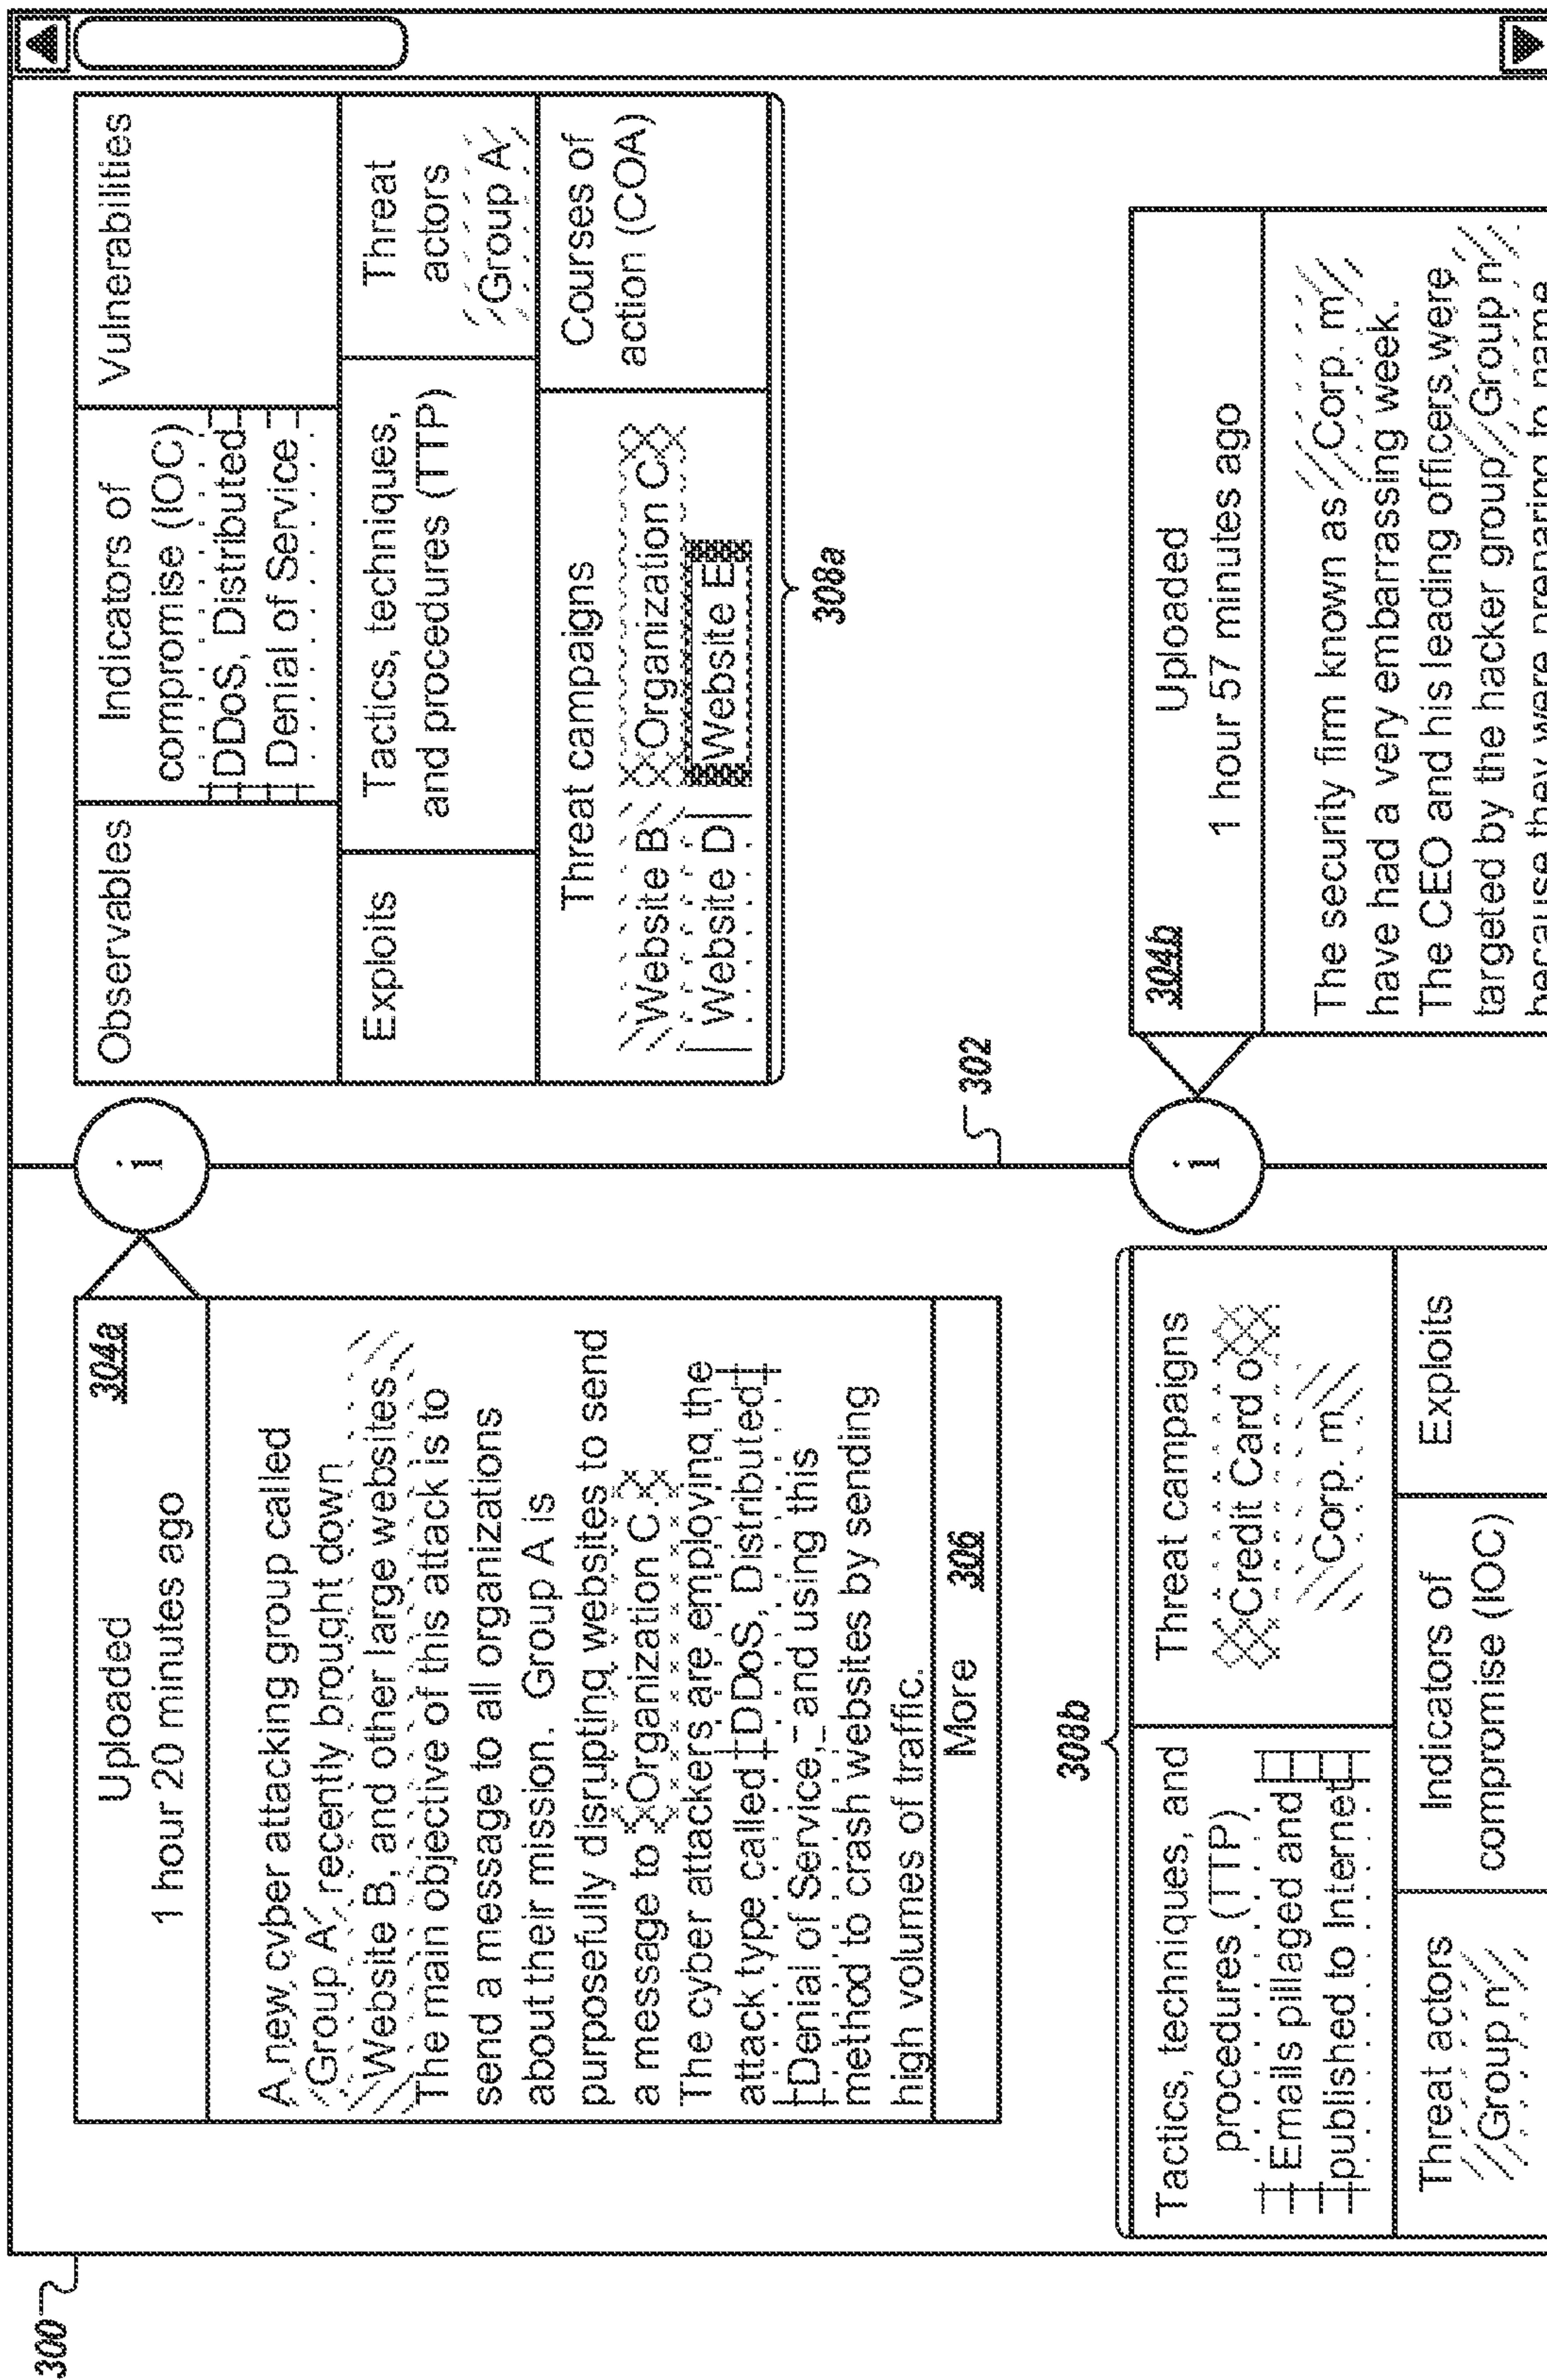 300
Uploaded
304a
1 hour 20 minutes ago
A new cyber attacking group called
Group A, recently brought down
Website B, and other large websites.
The main objective of this attack is to
send a message to all organizations
about their mission. Group A is
purposefully disrupting websites to send
a message to Organization C.
The cyber attackers are employing the
attack type called DDoS, Distributed
Denial of Service, and using this
method to crash websites by sending
high volumes of traffic.
More 306
i
Observables
Indicators of
compromise (IOC)
DDoS, Distributed
Denial of Service
Vulnerabilities
Exploits
Tactics, techniques,
and procedures (TTP)
Threat
actors
Group A
Threat campaigns
Website B Organization C
Website D Website E
Courses of
action (COA)
308a
302
308b
Tactics, techniques, and
procedures (TTP)
Emails pillaged and
published to Internet
Threat campaigns
Credit Card o
Corp. m
Threat actors
Group n
Indicators of
compromise (IOC)
Exploits
i
304b
Uploaded
1 hour 57 minutes ago
The security firm known as Corp. m
have had a very embarrassing week.
The CEO and his leading officers were
targeted by the hacker group Group n
because they were preparing to name